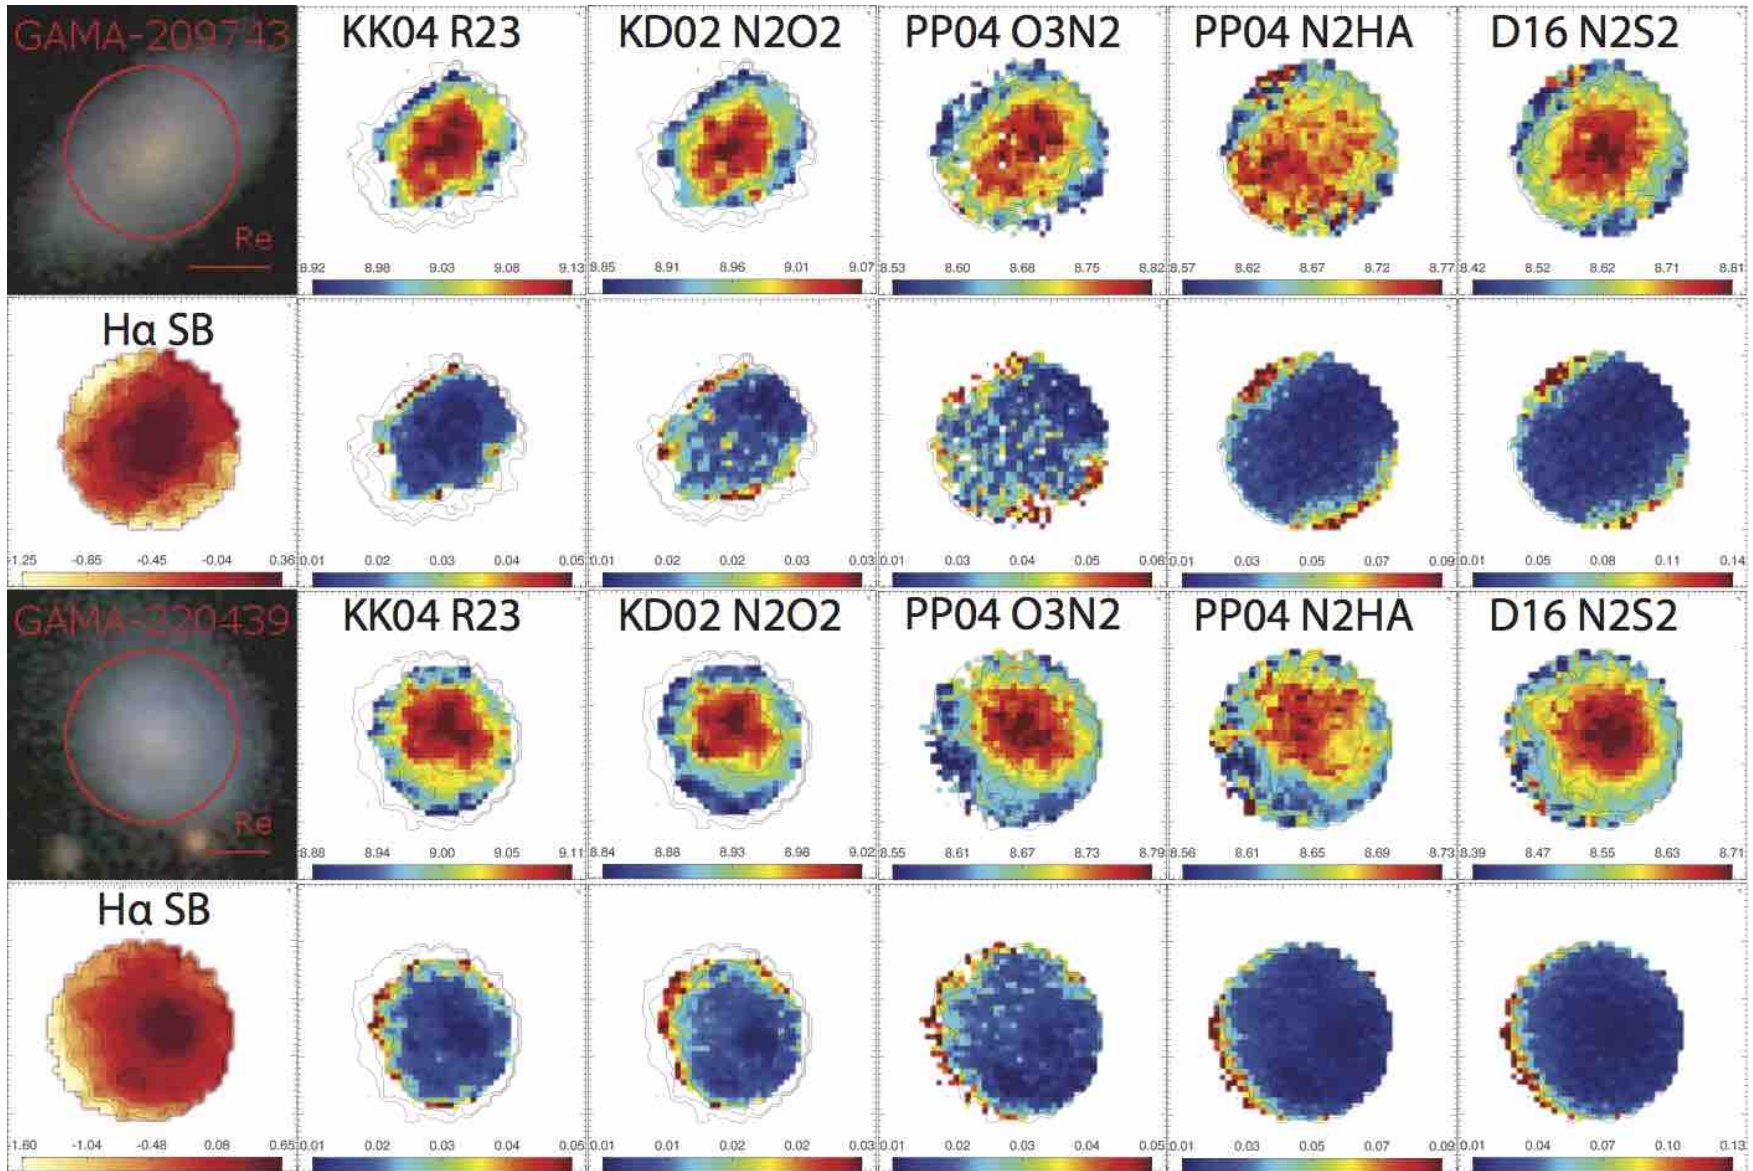 GAMA-209743
KK04 R23
KD02 N2O2
PP04 O3N2
PP04 N2HA
D16 N2S2
Re
8.92 8.98 9.03 9.08 9.13
8.85 8.91 8.96 9.01 9.07
8.53 8.60 8.68 8.75 8.82
8.57 8.62 8.67 8.72 8.77
8.42 8.52 8.62 8.71 8.81
Hα SB
-1.25 -0.85 -0.45 -0.04 0.36
0.01 0.02 0.03 0.04 0.05
0.01 0.02 0.02 0.03 0.03
0.01 0.03 0.04 0.05 0.06
0.01 0.03 0.05 0.07 0.09
0.01 0.05 0.08 0.11 0.14
GAMA-220439
KK04 R23
KD02 N2O2
PP04 O3N2
PP04 N2HA
D16 N2S2
Re
8.88 8.94 9.00 9.05 9.11
8.84 8.88 8.93 8.98 9.02
8.55 8.61 8.67 8.73 8.79
8.56 8.61 8.65 8.69 8.73
8.39 8.47 8.55 8.63 8.71
Hα SB
-1.60 -1.04 -0.48 0.08 0.65
0.01 0.02 0.03 0.04 0.05
0.01 0.01 0.02 0.02 0.03
0.01 0.02 0.03 0.04 0.05
0.01 0.03 0.05 0.07 0.09
0.01 0.04 0.07 0.10 0.13